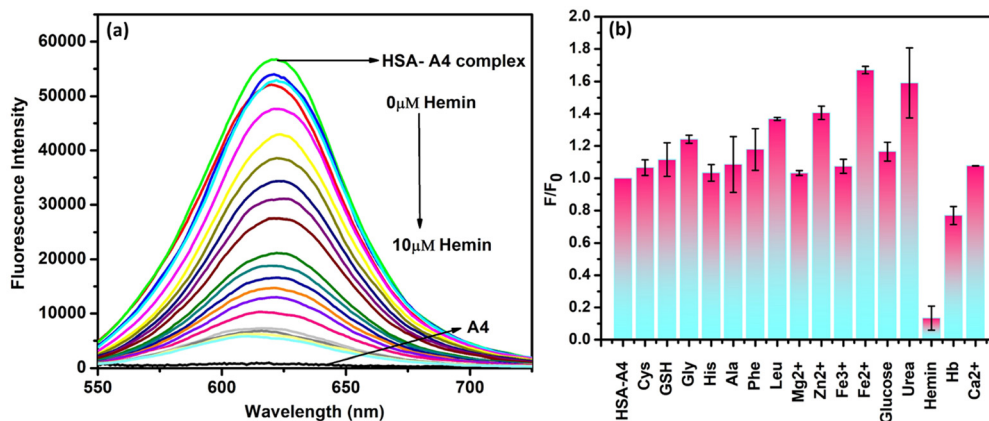 (a)
60000
50000
40000
30000
20000
10000
0
Fluorescence Intensity
HSA- A4 complex
0μM Hemin
10μM Hemin
A4
550
600
650
700
Wavelength (nm)
(b)
2.0
1.8
1.6
1.4
1.2
1.0
0.8
0.6
0.4
0.2
0.0
F/F0
HSA-A4
Cys
GSH
Gly
His
Ala
Phe
Leu
Mg2+
Zn2+
Fe3+
Fe2+
Glucose
Urea
Hemin
Hb
Ca2+